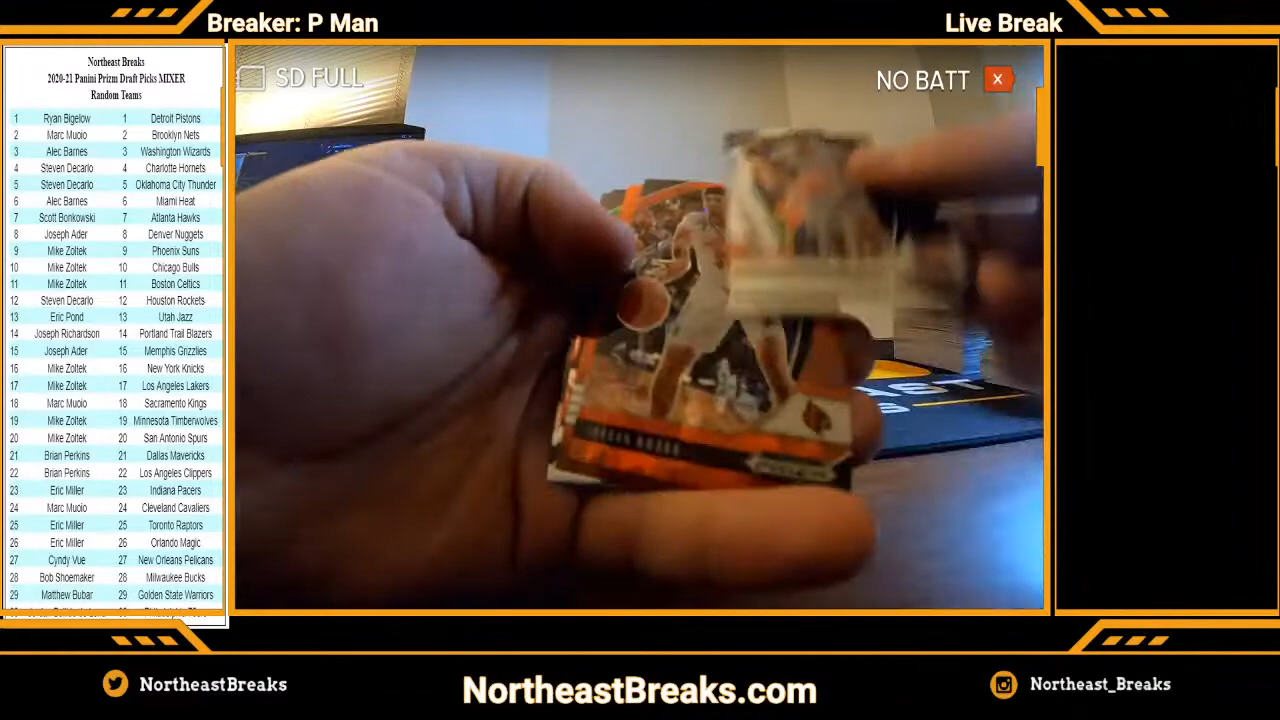 Breaker: P Man
Live Break
Northeast Breaks
2020-21 Panini Prizm Draft Picks MIXER
Random Teams
1 Ryan Bigelow 1 Detroit Pistons
2 Marc Muoio 2 Brooklyn Nets
3 Alec Barnes 3 Washington Wizards
4 Steven Decarlo 4 Charlotte Hornets
5 Steven Decarlo 5 Oklahoma City Thunder
6 Alec Barnes 6 Miami Heat
7 Scott Bonkowski 7 Atlanta Hawks
8 Joseph Ader 8 Denver Nuggets
9 Mike Zoltek 9 Phoenix Suns
10 Mike Zoltek 10 Chicago Bulls
11 Mike Zoltek 11 Boston Celtics
12 Steven Decarlo 12 Houston Rockets
13 Eric Pond 13 Utah Jazz
14 Joseph Richardson 14 Portland Trail Blazers
15 Joseph Ader 15 Memphis Grizzlies
16 Mike Zoltek 16 New York Knicks
17 Mike Zoltek 17 Los Angeles Lakers
18 Marc Muoio 18 Sacramento Kings
19 Mike Zoltek 19 Minnesota Timberwolves
20 Mike Zoltek 20 San Antonio Spurs
21 Brian Perkins 21 Dallas Mavericks
22 Brian Perkins 22 Los Angeles Clippers
23 Eric Miller 23 Indiana Pacers
24 Marc Muoio 24 Cleveland Cavaliers
25 Eric Miller 25 Toronto Raptors
26 Eric Miller 26 Orlando Magic
27 Cyndy Vue 27 New Orleans Pelicans
28 Bob Shoemaker 28 Milwaukee Bucks
29 Matthew Bubar 29 Golden State Warriors
SD FULL
NO BATT
NortheastBreaks
NortheastBreaks.com
Northeast_Breaks